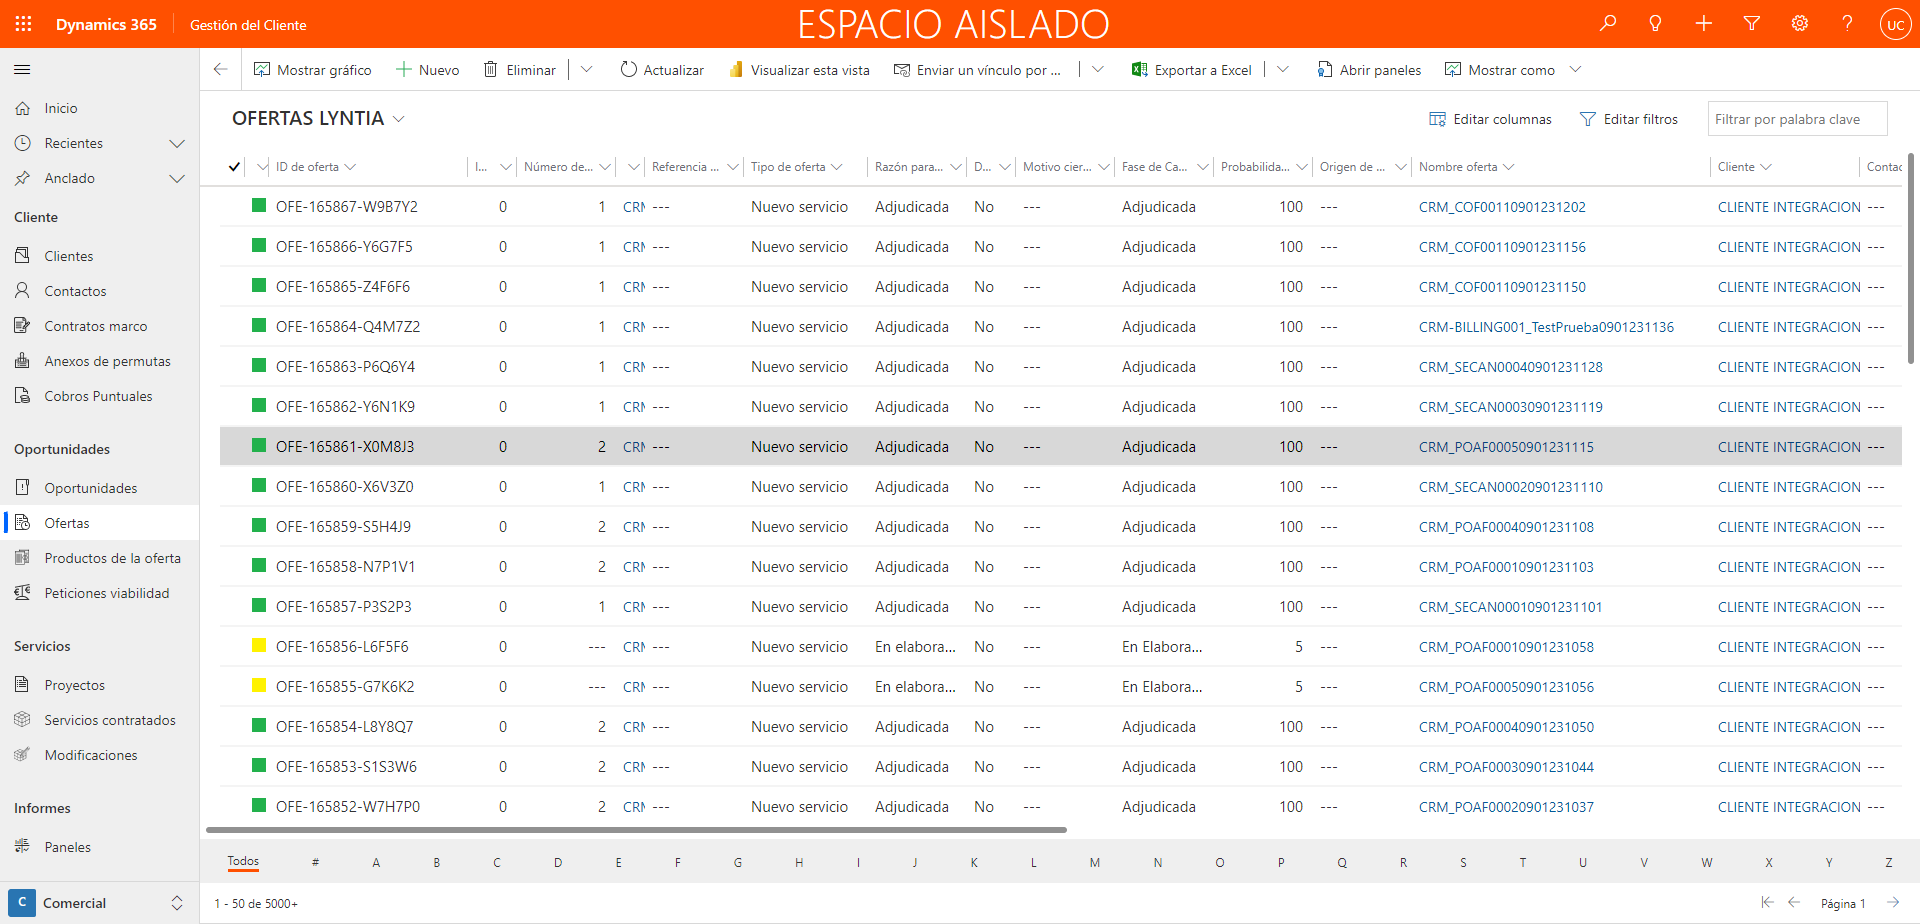 Dynamics 365 Gestión del Cliente ESPACIO AISLADO UC
Mostrar gráfico Nuevo Eliminar Actualizar Visualizar esta vista Enviar un vínculo por ... Exportar a Excel Abrir paneles Mostrar como
Inicio
Recientes
Anclado
Cliente
Clientes
Contactos
Contratos marco
Anexos de permutas
Cobros Puntuales
Oportunidades
Oportunidades
Ofertas
Productos de la oferta
Peticiones viabilidad
Servicios
Proyectos
Servicios contratados
Modificaciones
Informes
Paneles
C Comercial
OFERTAS LYNTIA Editar columnas Editar filtros Filtrar por palabra clave
ID de oferta I... Número de... Referencia ... Tipo de oferta Razón para... D... Motivo cier... Fase de Ca... Probabilida... Origen de ... Nombre oferta Cliente Contac
OFE-165867-W9B7Y2 0 1 CRM --- Nuevo servicio Adjudicada No --- Adjudicada 100 --- CRM_COF00110901231202 CLIENTE INTEGRACION ---
OFE-165866-Y6G7F5 0 1 CRM --- Nuevo servicio Adjudicada No --- Adjudicada 100 --- CRM_COF00110901231156 CLIENTE INTEGRACION ---
OFE-165865-Z4F6F6 0 1 CRM --- Nuevo servicio Adjudicada No --- Adjudicada 100 --- CRM_COF00110901231150 CLIENTE INTEGRACION ---
OFE-165864-Q4M7Z2 0 1 CRM --- Nuevo servicio Adjudicada No --- Adjudicada 100 --- CRM-BILLING001_TestPrueba0901231136 CLIENTE INTEGRACION ---
OFE-165863-P6Q6Y4 0 1 CRM --- Nuevo servicio Adjudicada No --- Adjudicada 100 --- CRM_SECAN00040901231128 CLIENTE INTEGRACION ---
OFE-165862-Y6N1K9 0 1 CRM --- Nuevo servicio Adjudicada No --- Adjudicada 100 --- CRM_SECAN00030901231119 CLIENTE INTEGRACION ---
OFE-165861-X0M8J3 0 2 CRM --- Nuevo servicio Adjudicada No --- Adjudicada 100 --- CRM_POAF00050901231115 CLIENTE INTEGRACION ---
OFE-165860-X6V3Z0 0 1 CRM --- Nuevo servicio Adjudicada No --- Adjudicada 100 --- CRM_SECAN00020901231110 CLIENTE INTEGRACION ---
OFE-165859-S5H4J9 0 2 CRM --- Nuevo servicio Adjudicada No --- Adjudicada 100 --- CRM_POAF00040901231108 CLIENTE INTEGRACION ---
OFE-165858-N7P1V1 0 2 CRM --- Nuevo servicio Adjudicada No --- Adjudicada 100 --- CRM_POAF00010901231103 CLIENTE INTEGRACION ---
OFE-165857-P3S2P3 0 1 CRM --- Nuevo servicio Adjudicada No --- Adjudicada 100 --- CRM_SECAN00010901231101 CLIENTE INTEGRACION ---
OFE-165856-L6F5F6 0 --- CRM --- Nuevo servicio En elabora... No --- En Elabora... 5 --- CRM_POAF00010901231058 CLIENTE INTEGRACION ---
OFE-165855-G7K6K2 0 --- CRM --- Nuevo servicio En elabora... No --- En Elabora... 5 --- CRM_POAF00050901231056 CLIENTE INTEGRACION ---
OFE-165854-L8Y8Q7 0 2 CRM --- Nuevo servicio Adjudicada No --- Adjudicada 100 --- CRM_POAF00040901231050 CLIENTE INTEGRACION ---
OFE-165853-S1S3W6 0 2 CRM --- Nuevo servicio Adjudicada No --- Adjudicada 100 --- CRM_POAF00030901231044 CLIENTE INTEGRACION ---
OFE-165852-W7H7P0 0 2 CRM --- Nuevo servicio Adjudicada No --- Adjudicada 100 --- CRM_POAF00020901231037 CLIENTE INTEGRACION ---
Todos # A B C D E F G H I J K L M N O P Q R S T U V W X Y Z
1 - 50 de 5000+ Página 1